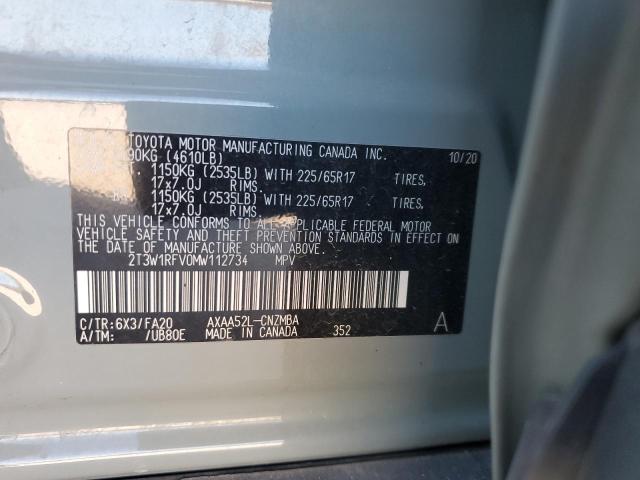 TOYOTA MOTOR MANUFACTURING CANADA INC. 10/20
90KG (4610LB)
1150KG (2535LB) WITH 225/65R17 TIRES,
17x7.0J RIMS.
1150KG (2535LB) WITH 225/65R17 TIRES,
17x7.0J RIMS.
THIS VEHICLE CONFORMS TO ALL APPLICABLE FEDERAL MOTOR
VEHICLE SAFETY AND THEFT PREVENTION STANDARDS IN EFFECT ON
THE DATE OF MANUFACTURE SHOWN ABOVE.
2T3W1RFV0MW112734 MPV
C/TR:6X3/FA20 AXAA52L-CNZMBA
A/TM: /UB80E MADE IN CANADA 352 A